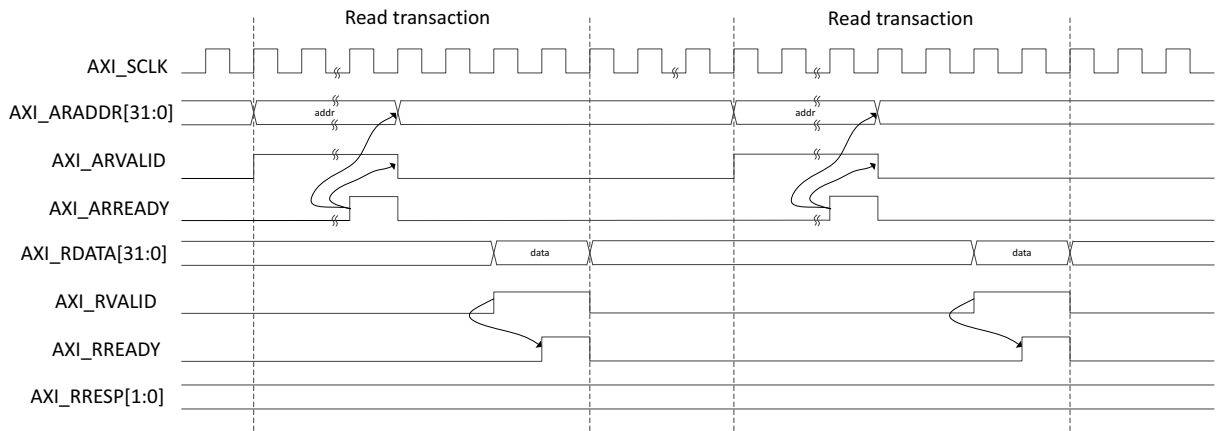 Read transaction
Read transaction
AXI_SCLK
AXI_ARADDR[31:0]
addr
addr
AXI_ARVALID
AXI_ARREADY
AXI_RDATA[31:0]
data
data
AXI_RVALID
AXI_RREADY
AXI_RRESP[1:0]